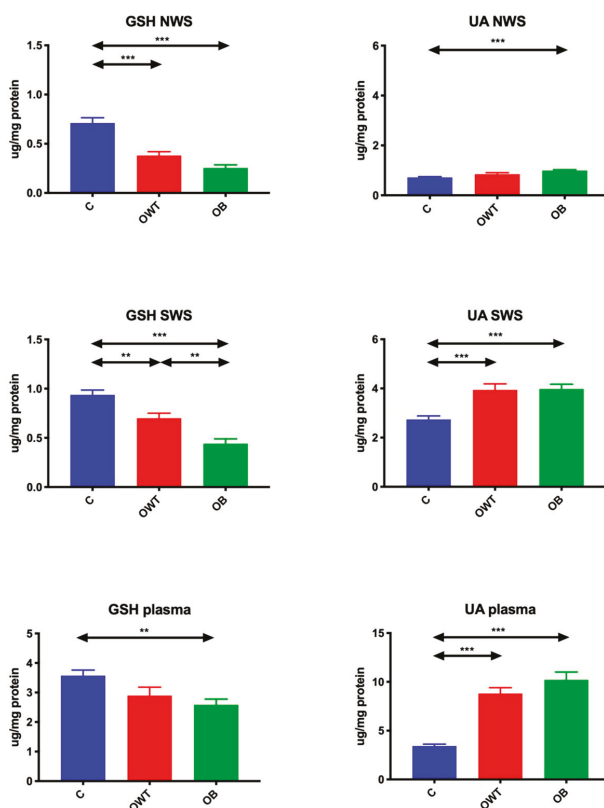 GSH NWS
1.5
1.0
0.5
0.0
ug/mg protein
***
***
C
OWT
OB
UA NWS
6
4
2
0
ug/mg protein
***
C
OWT
OB
GSH SWS
1.5
1.0
0.5
0.0
ug/mg protein
***
**
**
C
OWT
OB
UA SWS
6
4
2
0
ug/mg protein
***
***
C
OWT
OB
GSH plasma
5
4
3
2
1
0
ug/mg protein
**
C
OWT
OB
UA plasma
15
10
5
0
ug/mg protein
***
***
C
OWT
OB